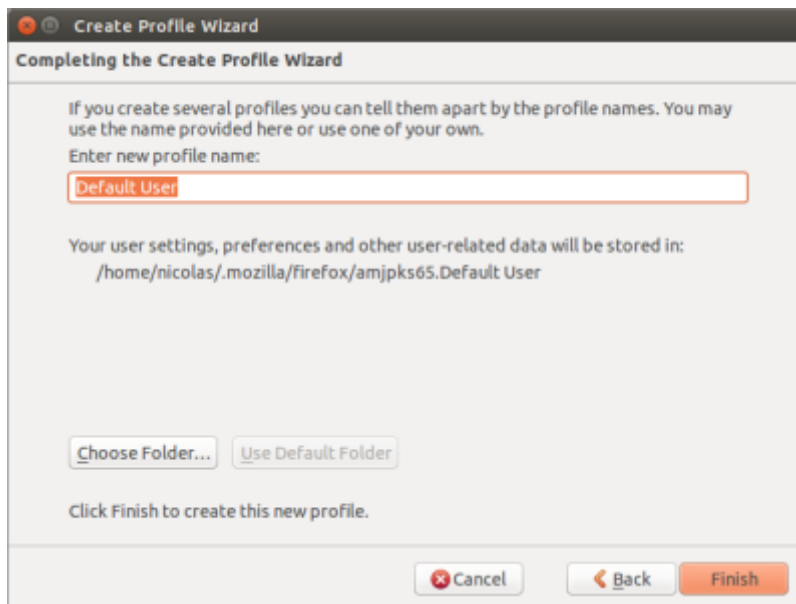 Create Profile Wizard
Completing the Create Profile Wizard
If you create several profiles you can tell them apart by the profile names. You may
use the name provided here or use one of your own.
Enter new profile name:
Default User
Your user settings, preferences and other user-related data will be stored in:
/home/nicolas/.mozilla/firefox/amjpks65.Default User
Choose Folder... Use Default Folder
Click Finish to create this new profile.
Cancel Back Finish